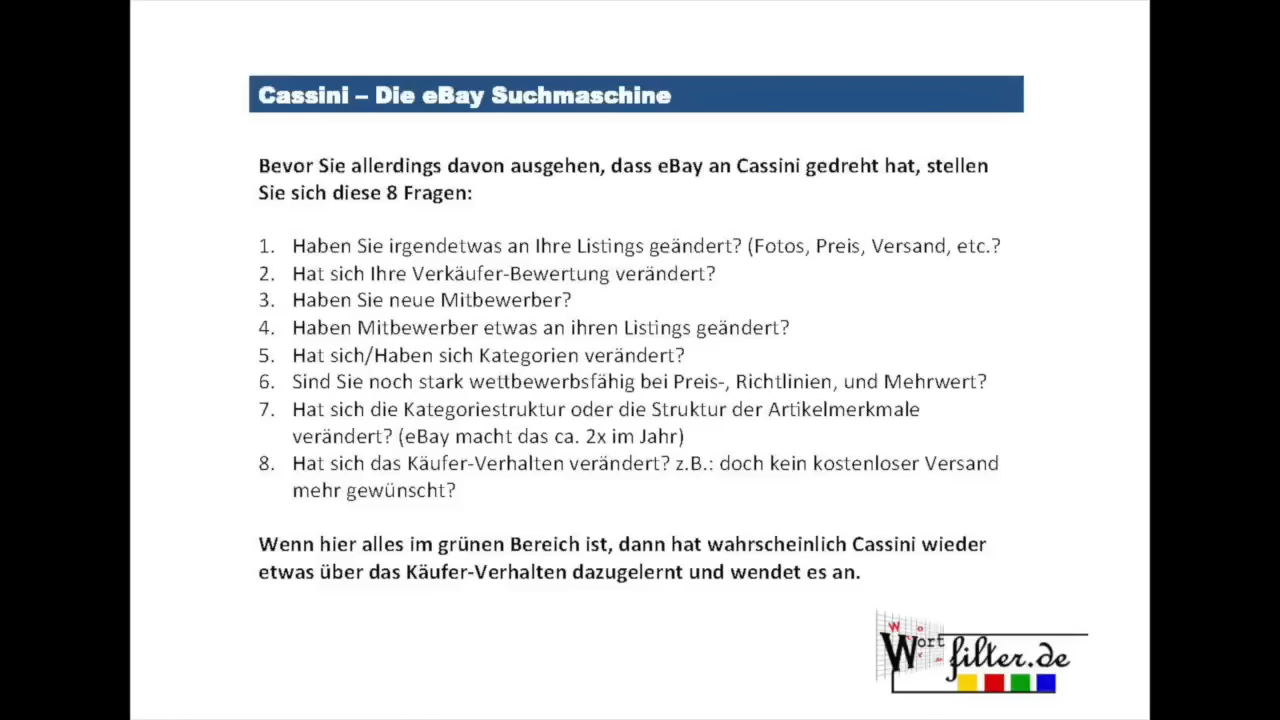 Cassini – Die eBay Suchmaschine
Bevor Sie allerdings davon ausgehen, dass eBay an Cassini gedreht hat, stellen
Sie sich diese 8 Fragen:
1. Haben Sie irgendetwas an Ihre Listings geändert? (Fotos, Preis, Versand, etc.?
2. Hat sich Ihre Verkäufer-Bewertung verändert?
3. Haben Sie neue Mitbewerber?
4. Haben Mitbewerber etwas an ihren Listings geändert?
5. Hat sich/Haben sich Kategorien verändert?
6. Sind Sie noch stark wettbewerbsfähig bei Preis-, Richtlinien, und Mehrwert?
7. Hat sich die Kategoriestruktur oder die Struktur der Artikelmerkmale
verändert? (eBay macht das ca. 2x im Jahr)
8. Hat sich das Käufer-Verhalten verändert? z.B.: doch kein kostenloser Versand
mehr gewünscht?
Wenn hier alles im grünen Bereich ist, dann hat wahrscheinlich Cassini wieder
etwas über das Käufer-Verhalten dazugelernt und wendet es an.
Wortfilter.de